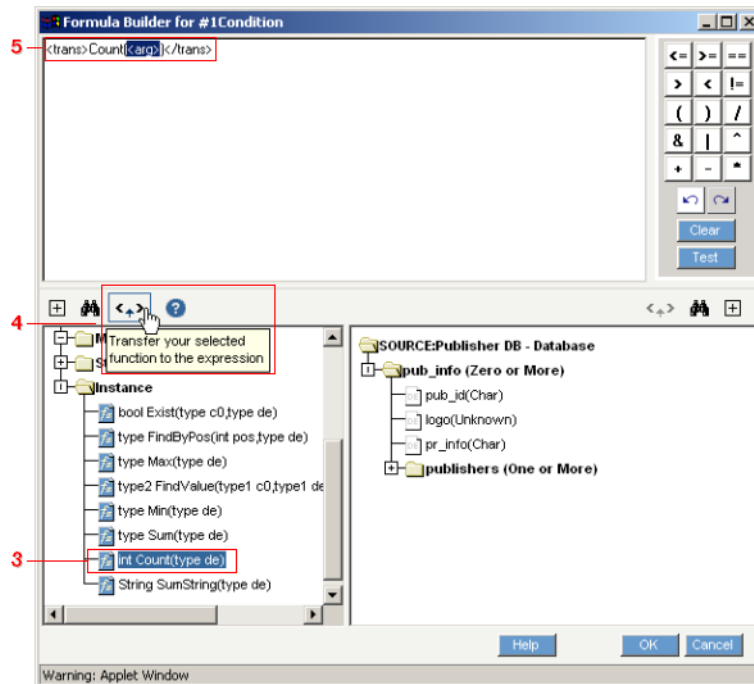 Formula Builder for #1Condition
5
<trans>Count(<arg>)</trans>
<= >= ==
> < !=
( ) /
& | ^
+ - *
Clear
Test
4
Transfer your selected
function to the expression
M
St
Instance
bool Exist(type c0,type de)
type FindByPos(int pos,type de)
type Max(type de)
type2 FindValue(type1 c0,type1 de
type Min(type de)
type Sum(type de)
3
int Count(type de)
String SumString(type de)
SOURCE:Publisher DB - Database
pub_info (Zero or More)
pub_id(Char)
logo(Unknown)
pr_info(Char)
publishers (One or More)
Help
OK
Cancel
Warning: Applet Window